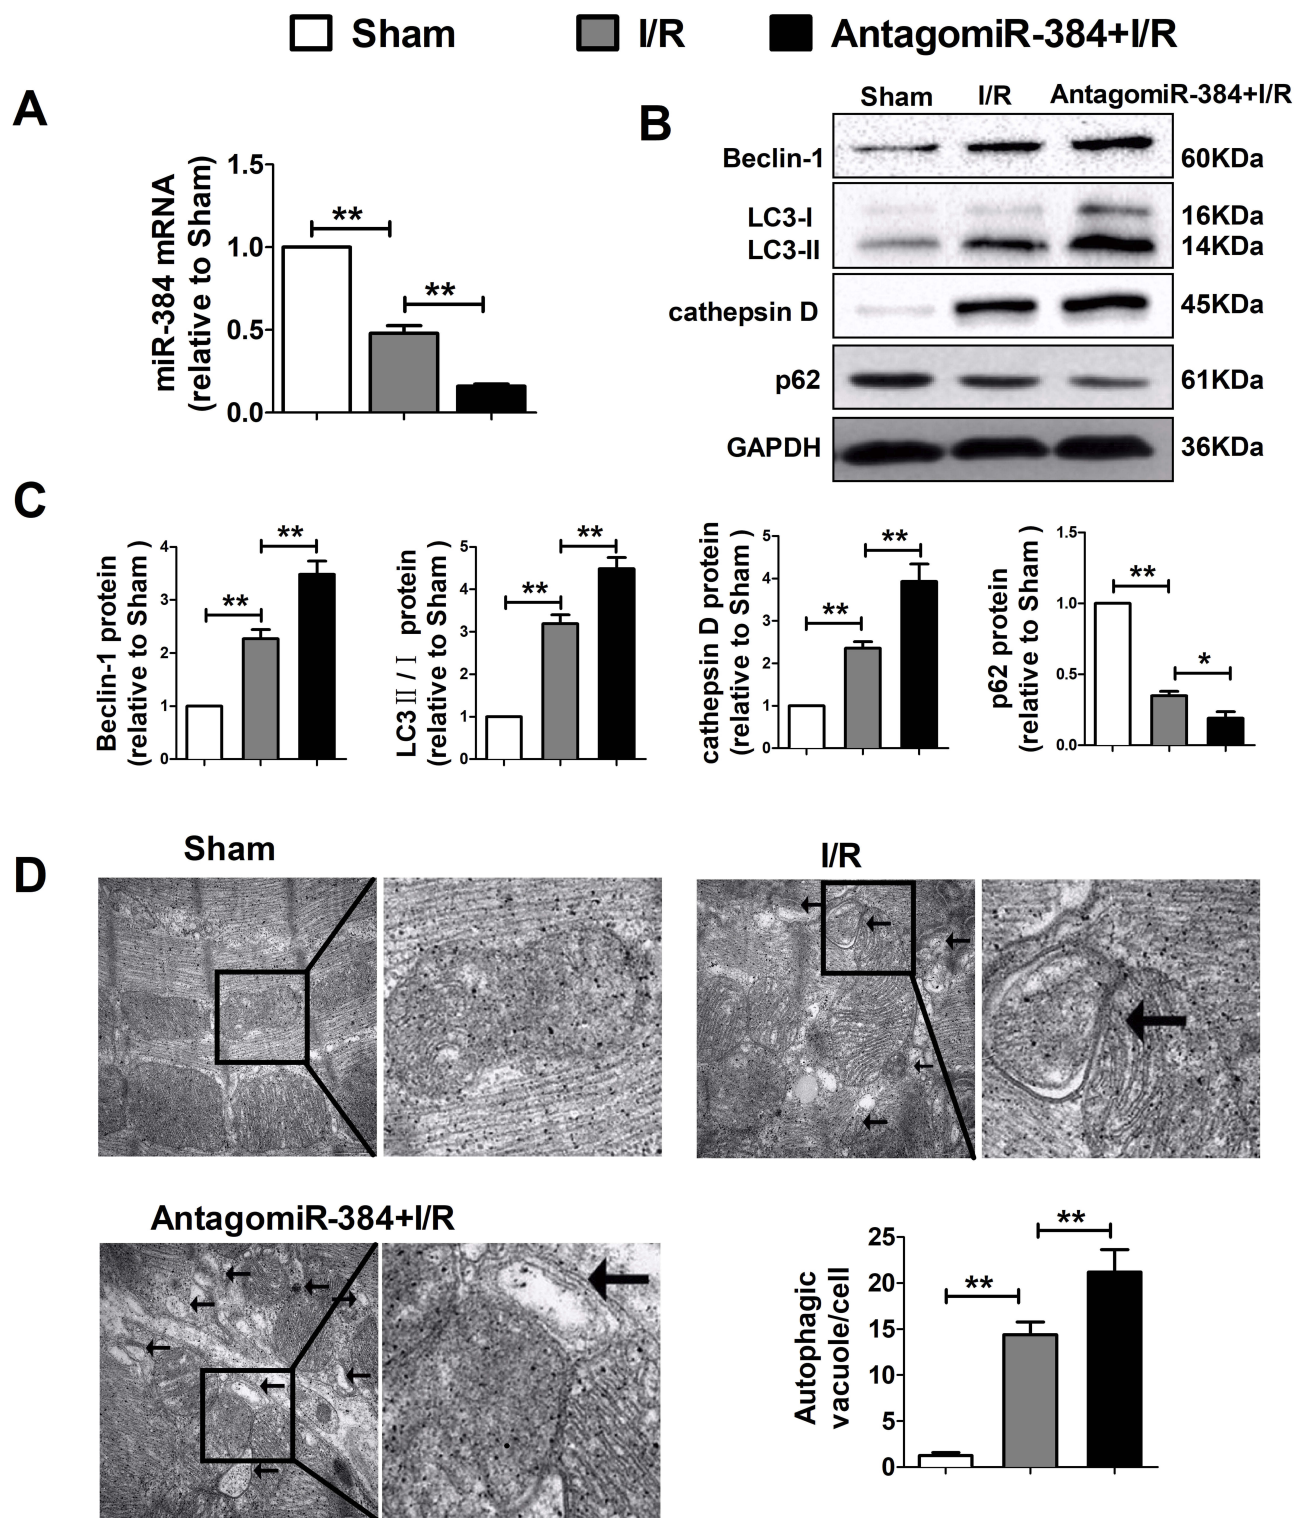 Sham I/R AntagomiR-384+I/R
A
miR-384 mRNA
(relative to Sham)
1.5
1.0
0.5
0.0
**
**
B
Sham I/R AntagomiR-384+I/R
Beclin-1 60KDa
LC3-I 16KDa
LC3-II 14KDa
cathepsin D 45KDa
p62 61KDa
GAPDH 36KDa
C
Beclin-1 protein
(relative to Sham )
4
3
2
1
0
**
**
LC3 II / I protein
(relative to Sham )
5
4
3
2
1
0
**
**
cathepsin D protein
(relative to Sham )
5
4
3
2
1
0
**
**
p62 protein
(relative to Sham )
1.5
1.0
0.5
0.0
**
*
D
Sham
I/R
AntagomiR-384+I/R
Autophagic
vacuole/cell
25
20
15
10
5
0
**
**